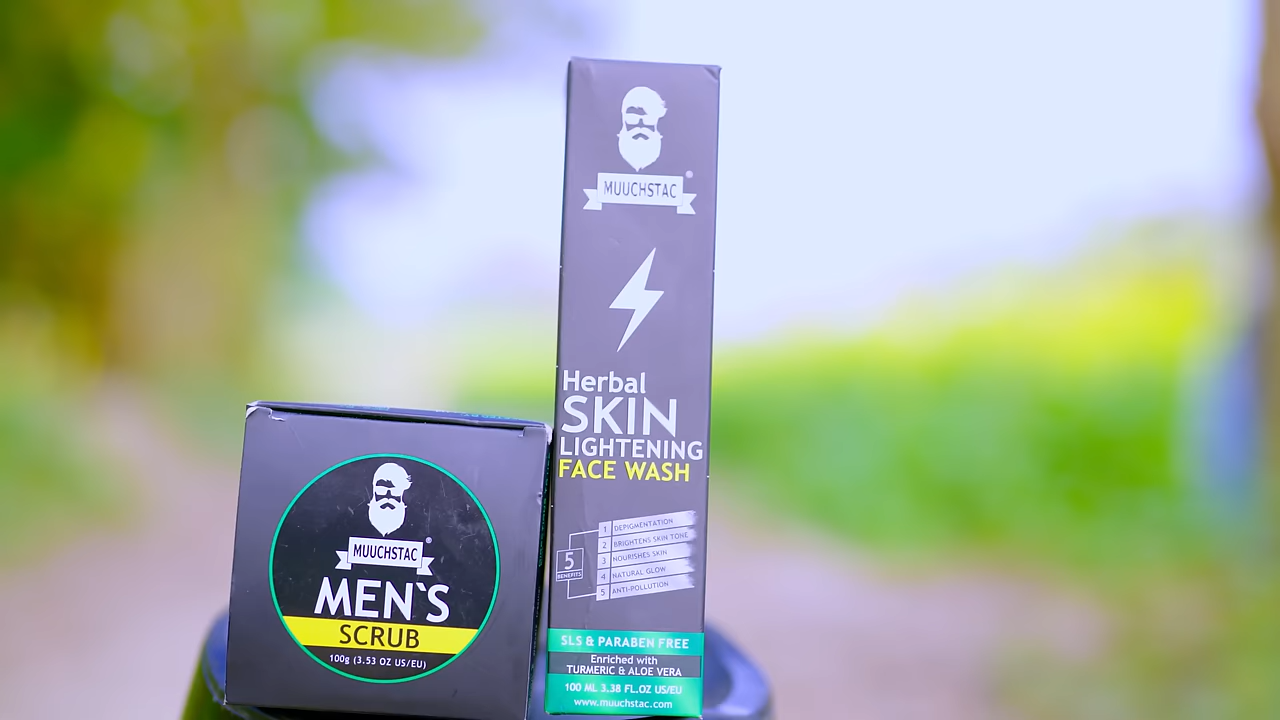 MUUCHSTAC
MEN`S
SCRUB
100g (3.53 OZ US/EU)
MUUCHSTAC
Herbal
SKIN
LIGHTENING
FACE WASH
5
BENEFITS
1 DEPIGMENTATION
2 BRIGHTENS SKIN TONE
3 NOURISHES SKIN
4 NATURAL GLOW
5 ANTI-POLLUTION
SLS & PARABEN FREE
Enriched with
TURMERIC & ALOE VERA
100 ML 3.38 FL.OZ US/EU
www.muuchstac.com